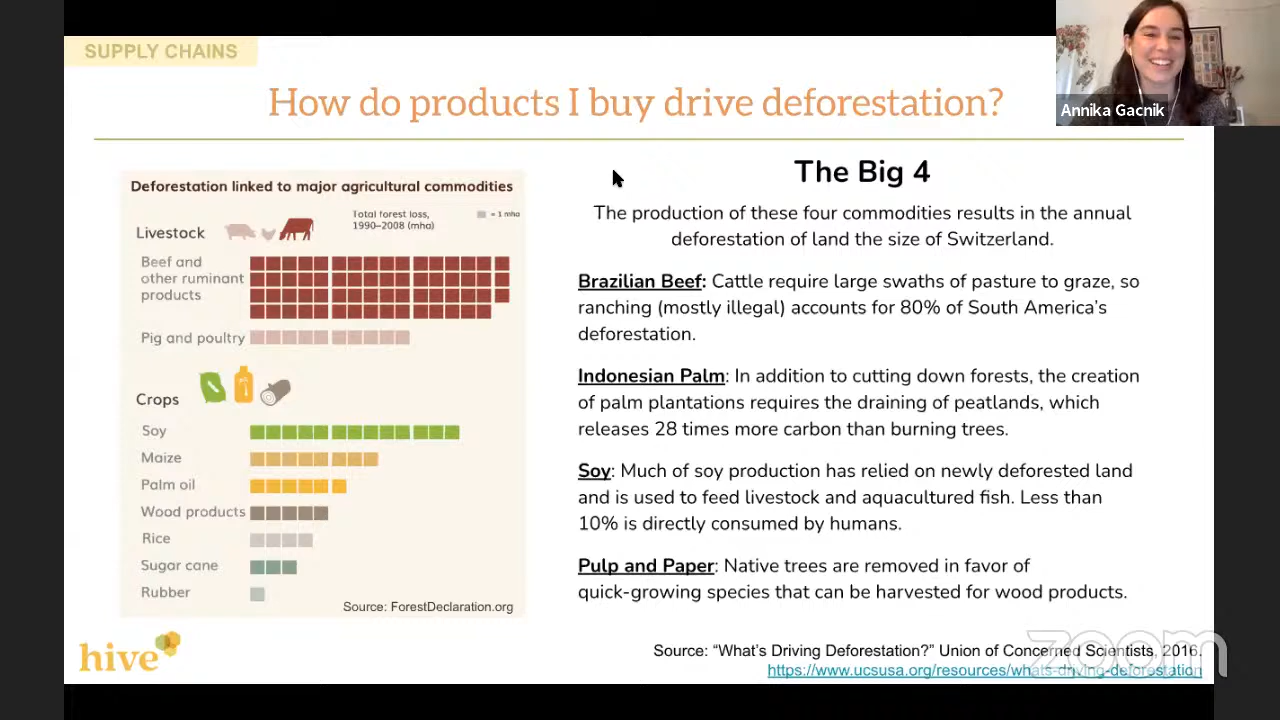 SUPPLY CHAINS
How do products I buy drive deforestation?
Annika Gacnik
Deforestation linked to major agricultural commodities
Livestock
Total forest loss,
1990–2008 (mha)
= 1 mha
Beef and
other ruminant
products
Pig and poultry
Crops
Soy
Maize
Palm oil
Wood products
Rice
Sugar cane
Rubber
Source: ForestDeclaration.org
The Big 4
The production of these four commodities results in the annual
deforestation of land the size of Switzerland.
Brazilian Beef: Cattle require large swaths of pasture to graze, so
ranching (mostly illegal) accounts for 80% of South America’s
deforestation.
Indonesian Palm: In addition to cutting down forests, the creation
of palm plantations requires the draining of peatlands, which
releases 28 times more carbon than burning trees.
Soy: Much of soy production has relied on newly deforested land
and is used to feed livestock and aquacultured fish. Less than
10% is directly consumed by humans.
Pulp and Paper: Native trees are removed in favor of
quick-growing species that can be harvested for wood products.
hive
Source: “What’s Driving Deforestation?” Union of Concerned Scientists, 2016.
https://www.ucsusa.org/resources/whats-driving-deforestation
zoom